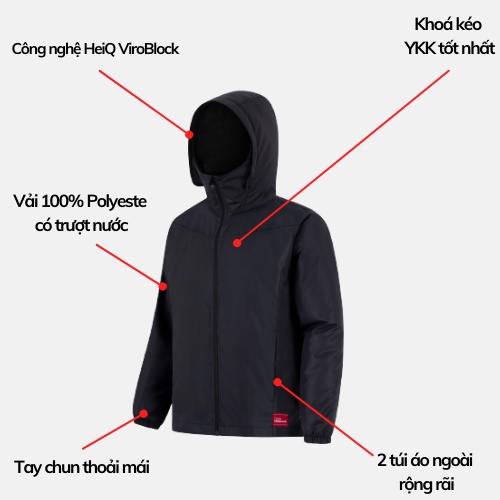 Khoá kéo
YKK tốt nhất
Công nghệ HeiQ ViroBlock
Vải 100% Polyeste
có trượt nước
Tay chun thoải mái
2 túi áo ngoài
rộng rãi